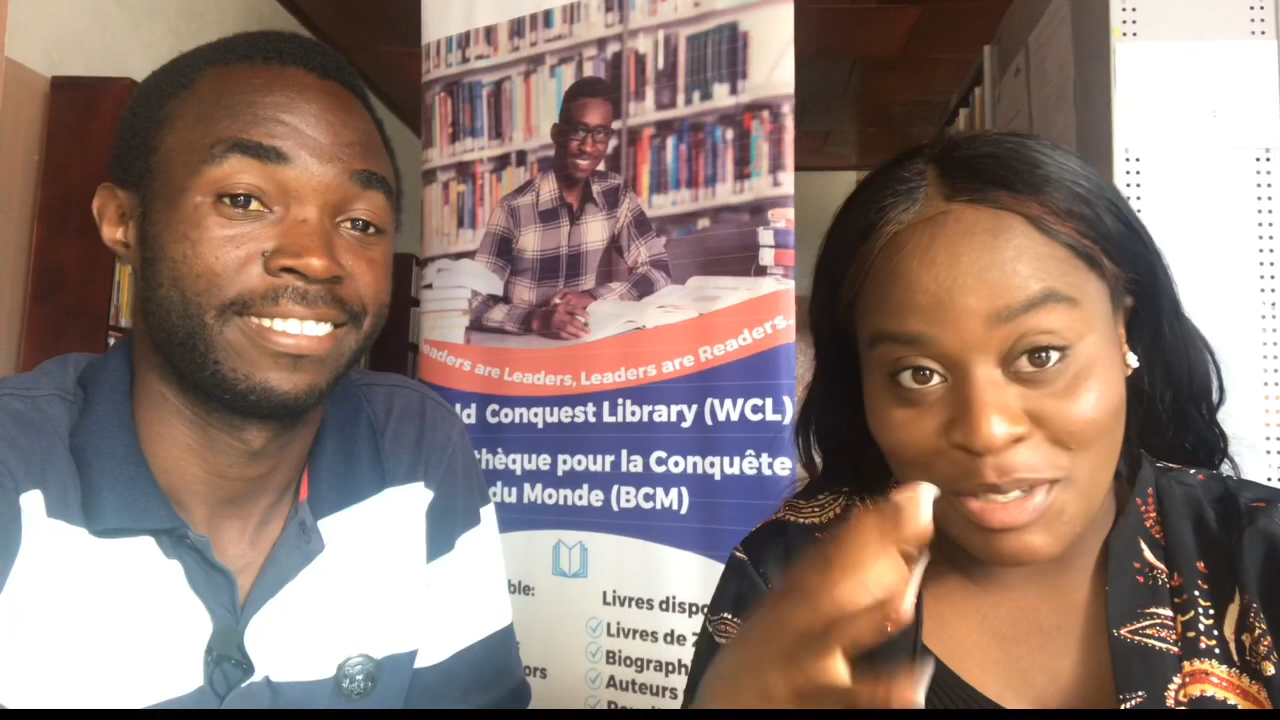 eaders are Leaders, Leaders are Readers.
ld Conquest Library (WCL)
thèque pour la Conquête
du Monde (BCM)
ble:
Livres dispo
Livres de
Biographi
Auteurs
ors